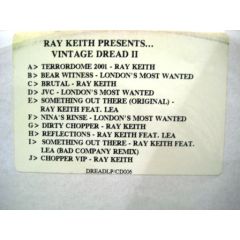 RAY KEITH PRESENTS...
VINTAGE DREAD II
A> TERRORDOME 2001 - RAY KEITH
B> BEAR WITNESS - LONDON'S MOST WANTED
C> BRUTAL - RAY KEITH
D> JVC - LONDON'S MOST WANTED
E> SOMETHING OUT THERE (ORIGINAL) -
RAY KEITH FEAT. LEA
F> NINA'S RINSE - LONDON'S MOST WANTED
G> DIRTY CHOPPER - RAY KEITH
H> REFLECTIONS - RAY KEITH FEAT. LEA
I> SOMETHING OUT THERE - RAY KEITH FEAT.
LEA (BAD COMPANY REMIX)
J> CHOPPER VIP - RAY KEITH
DREADLP/CD006